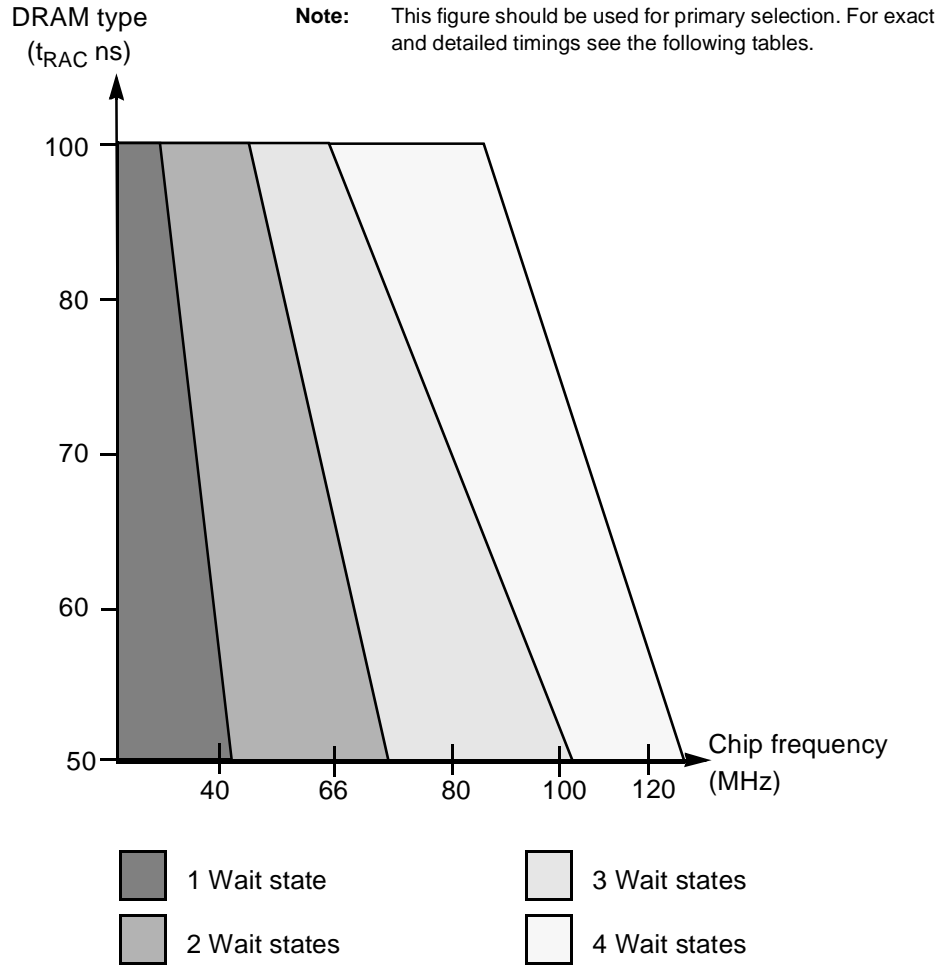 DRAM type
(tRAC ns)
Note: This figure should be used for primary selection. For exact
and detailed timings see the following tables.
100
80
70
60
50
40
66
80
100
120
Chip frequency
(MHz)
1 Wait state
2 Wait states
3 Wait states
4 Wait states